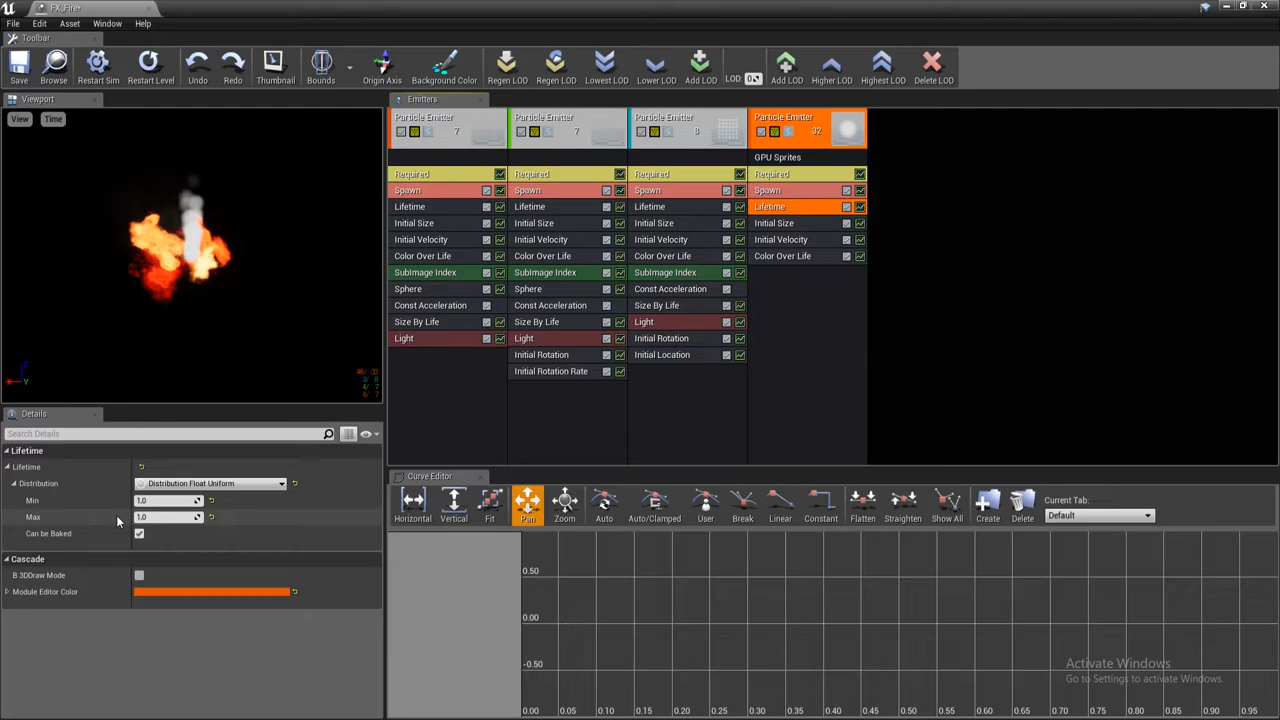 FX_Fire*
File Edit Asset Window Help
Toolbar
Save Browse Restart Sim Restart Level Undo Redo Thumbnail Bounds Origin Axis Background Color Regen LOD Regen LOD Lowest LOD Lower LOD Add LOD LOD: 0 Add LOD Higher LOD Highest LOD Delete LOD
Viewport
View Time
Emitters
Particle Emitter Particle Emitter Particle Emitter Particle Emitter
7 7 8 32
GPU Sprites
Required Required Required Required
Spawn Spawn Spawn Spawn
Lifetime Lifetime Lifetime Lifetime
Initial Size Initial Size Initial Size Initial Size
Initial Velocity Initial Velocity Initial Velocity Initial Velocity
Color Over Life Color Over Life Color Over Life Color Over Life
SubImage Index SubImage Index SubImage Index
Sphere Sphere Const Acceleration
Const Acceleration Const Acceleration Size By Life
Size By Life Size By Life Light
Light Light Initial Rotation
Initial Rotation Initial Location
Initial Rotation Rate
3/ 8
4/ 7
4/ 7
Z
X Y
Details
Search Details
Lifetime
Lifetime
Distribution Distribution Float Uniform
Min 1,0
Max 1,0
Can be Baked
Cascade
B 3DDraw Mode
Module Editor Color
Curve Editor
Horizontal Vertical Fit Pan Zoom Auto Auto/Clamped User Break Linear Constant Flatten Straighten Show All Create Delete
Current Tab:
Default
0.50
0.00
-0.50
0.00 0.05 0.10 0.15 0.20 0.25 0.30 0.35 0.40 0.45 0.50 0.55 0.60 0.65 0.70 0.75 0.80 0.85 0.90 0.95
Activate Windows
Go to Settings to activate Windows.